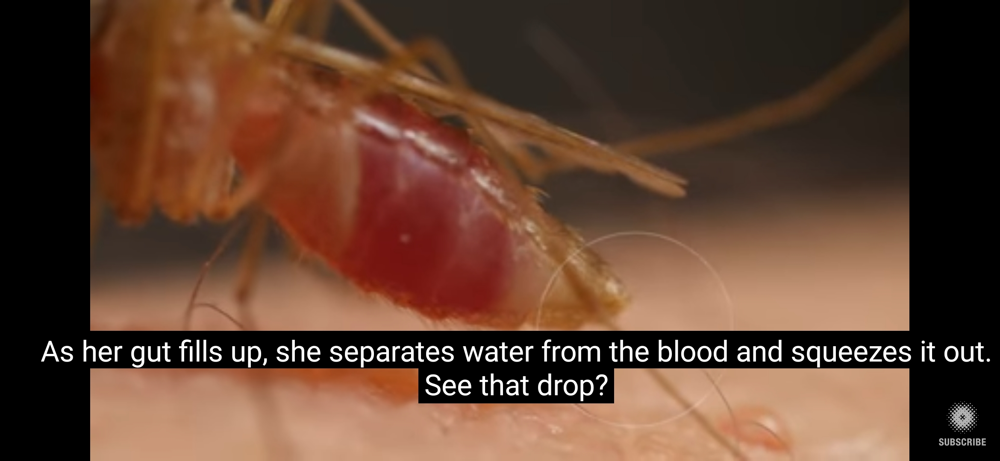 As her gut fills up, she separates water from the blood and squeezes it out.
See that drop?
SUBSCRIBE